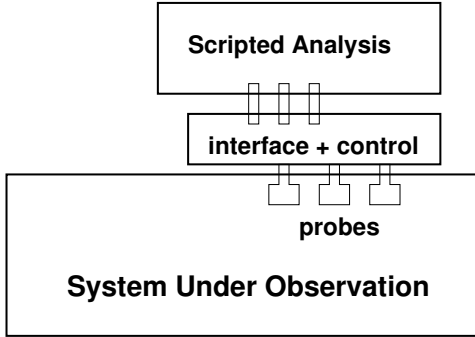 Scripted Analysis
interface + control
probes
System Under Observation